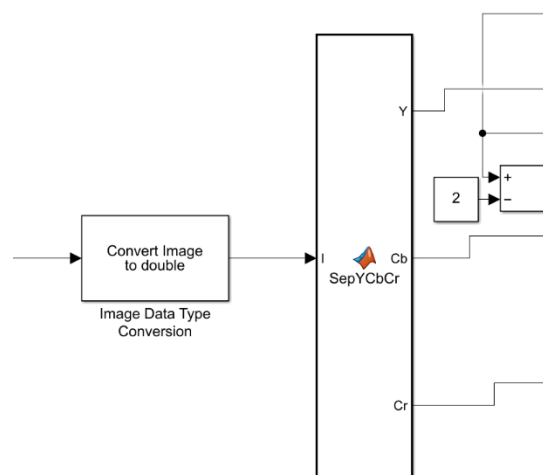 Y
+
2
−
Convert Image
to double
I
Cb
SepYCbCr
Image Data Type
Conversion
Cr